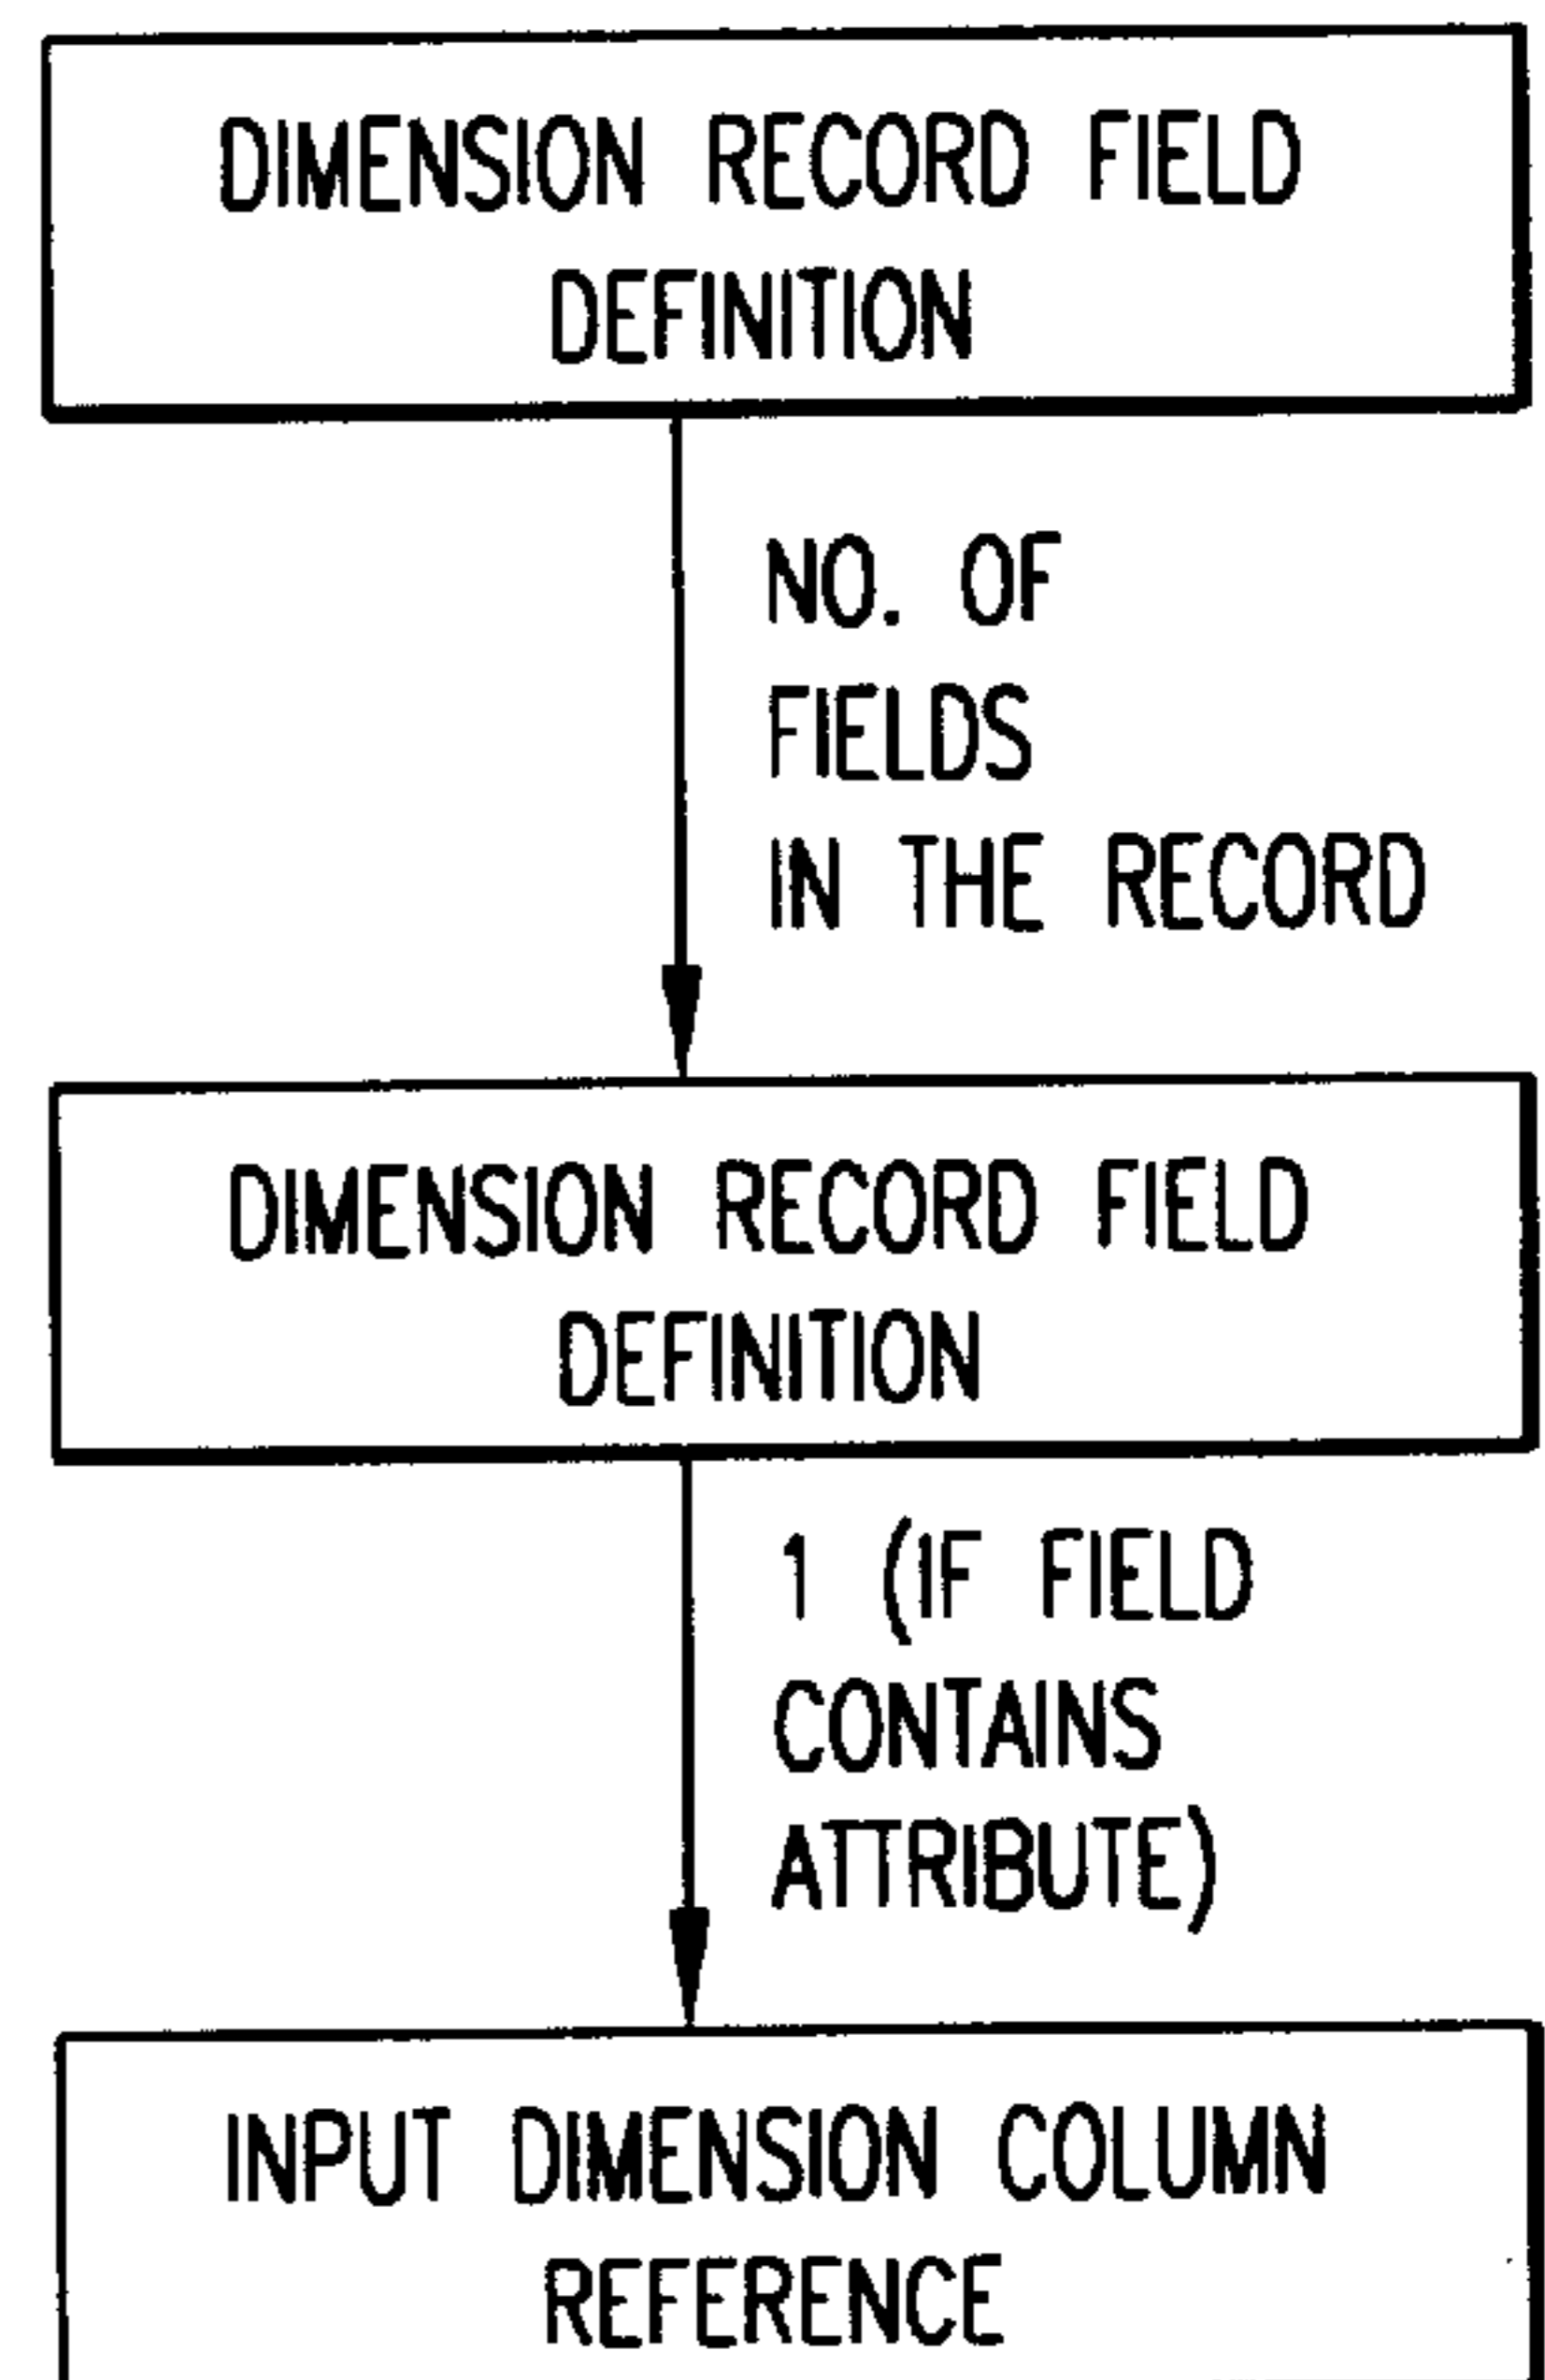 DIMENSION RECORD FIELD
DEFINITION
NO. OF
FIELDS
IN THE RECORD
DIMENSION RECORD FIELD
DEFINITION
1 (IF FIELD
CONTAINS
ATTRIBUTE)
INPUT DIMENSION COLUMN
REFERENCE